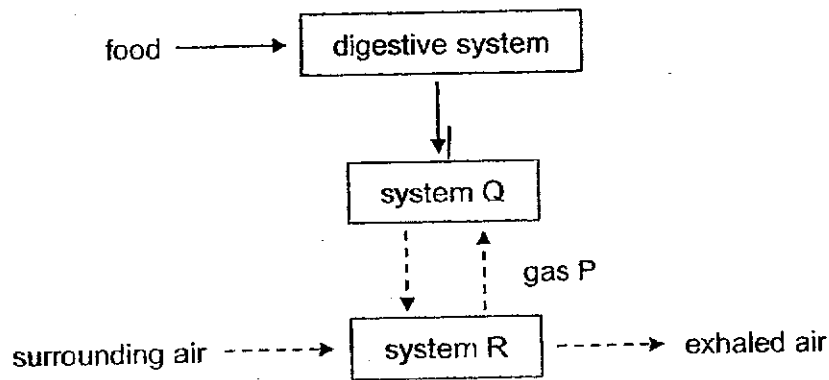 food
digestive system
system Q
gas P
surrounding air
system R
exhaled air